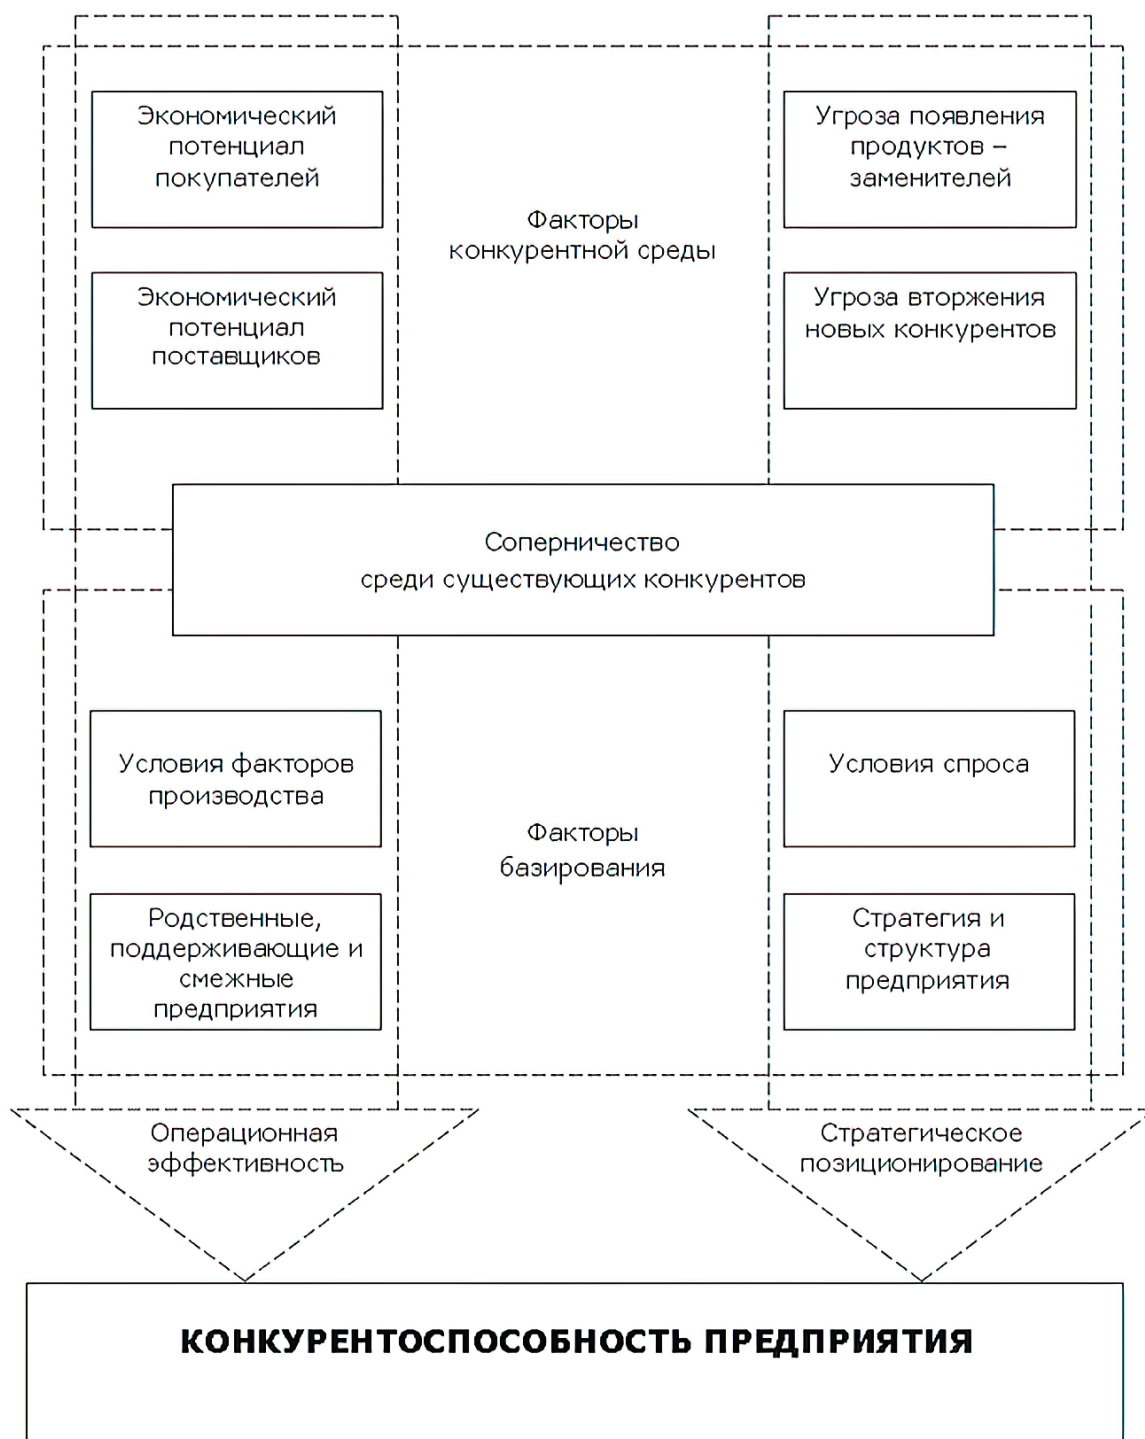 Экономический
потенциал
покупателей
Угроза появления
продуктов –
заменителей
Факторы
конкурентной среды
Экономический
потенциал
поставщиков
Угроза вторжения
новых конкурентов
Соперничество
среди существующих конкурентов
Условия факторов
производства
Условия спроса
Факторы
базирования
Родственные,
поддерживающие и
смежные
предприятия
Стратегия и
структура
предприятия
Операционная
эффективность
Стратегическое
позиционирование
КОНКУРЕНТОСПОСОБНОСТЬ ПРЕДПРИЯТИЯ